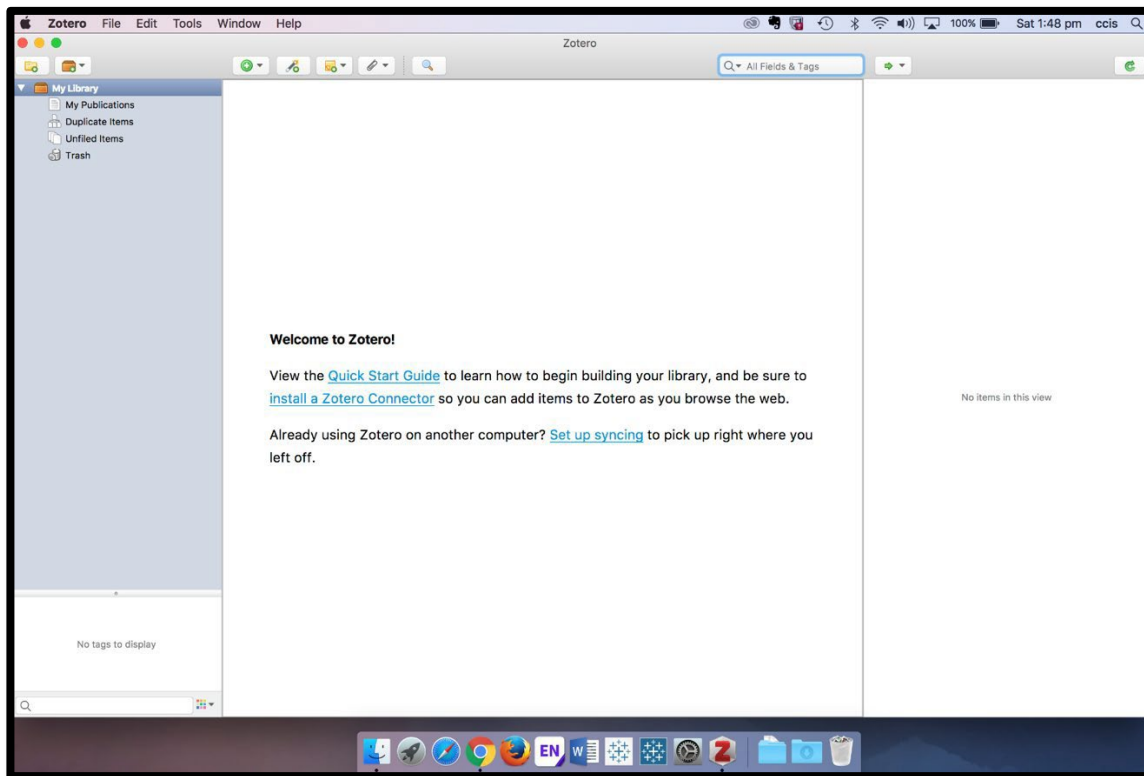 Zotero File Edit Tools Window Help 100% Sat 1:48 pm ccis
Zotero
All Fields & Tags
My Library
My Publications
Duplicate Items
Unfiled Items
Trash
Welcome to Zotero!
View the Quick Start Guide to learn how to begin building your library, and be sure to
install a Zotero Connector so you can add items to Zotero as you browse the web.
Already using Zotero on another computer? Set up syncing to pick up right where you
left off.
No items in this view
No tags to display
EN W Z